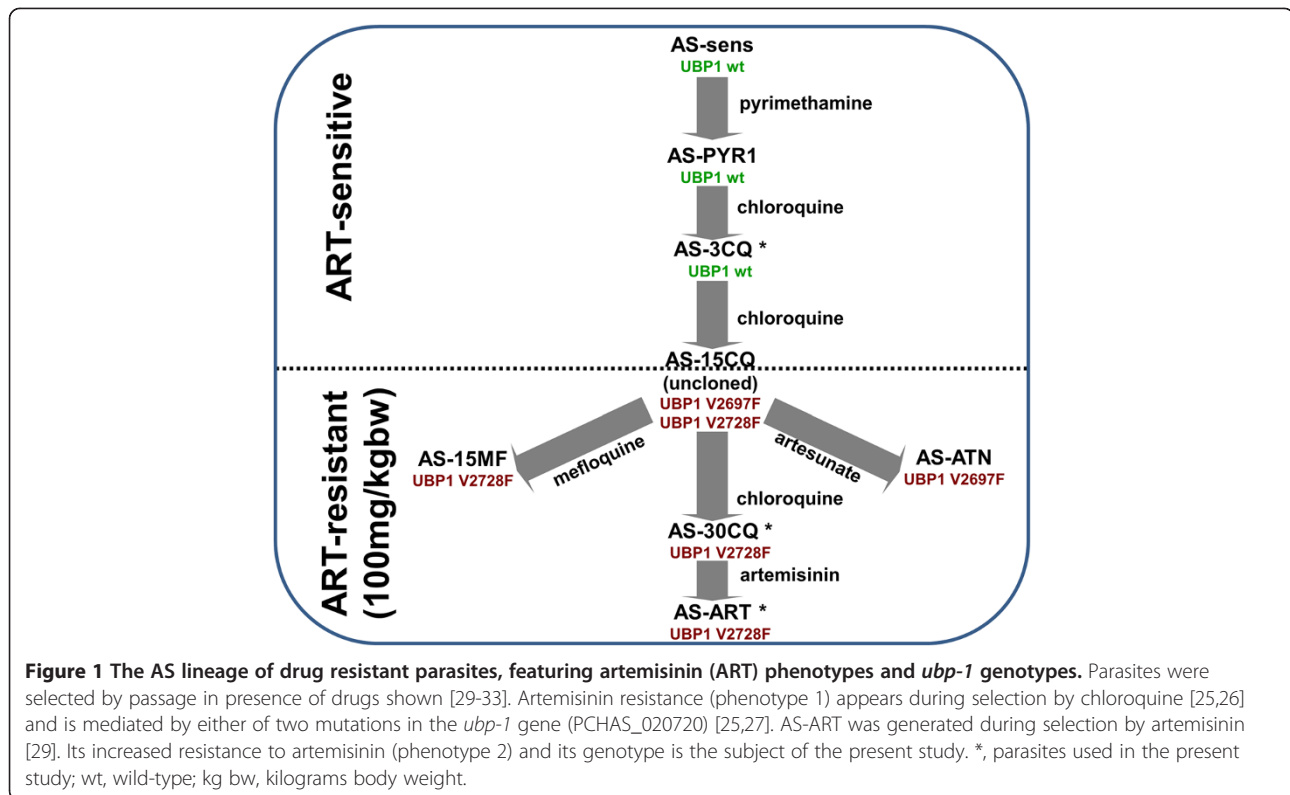 ART-sensitive
AS-sens
UBP1 wt
pyrimethamine
AS-PYR1
UBP1 wt
chloroquine
AS-3CQ *
UBP1 wt
chloroquine
AS-15CQ
(uncloned)
UBP1 V2697F
UBP1 V2728F
ART-resistant
(100mg/kgbw)
AS-15MF
UBP1 V2728F
mefloquine
artesunate
AS-ATN
UBP1 V2697F
chloroquine
AS-30CQ *
UBP1 V2728F
artemisinin
AS-ART *
UBP1 V2728F
Figure 1 The AS lineage of drug resistant parasites, featuring artemisinin (ART) phenotypes and ubp-1 genotypes. Parasites were
selected by passage in presence of drugs shown [29-33]. Artemisinin resistance (phenotype 1) appears during selection by chloroquine [25,26]
and is mediated by either of two mutations in the ubp-1 gene (PCHAS_020720) [25,27]. AS-ART was generated during selection by artemisinin
[29]. Its increased resistance to artemisinin (phenotype 2) and its genotype is the subject of the present study. *, parasites used in the present
study; wt, wild-type; kg bw, kilograms body weight.